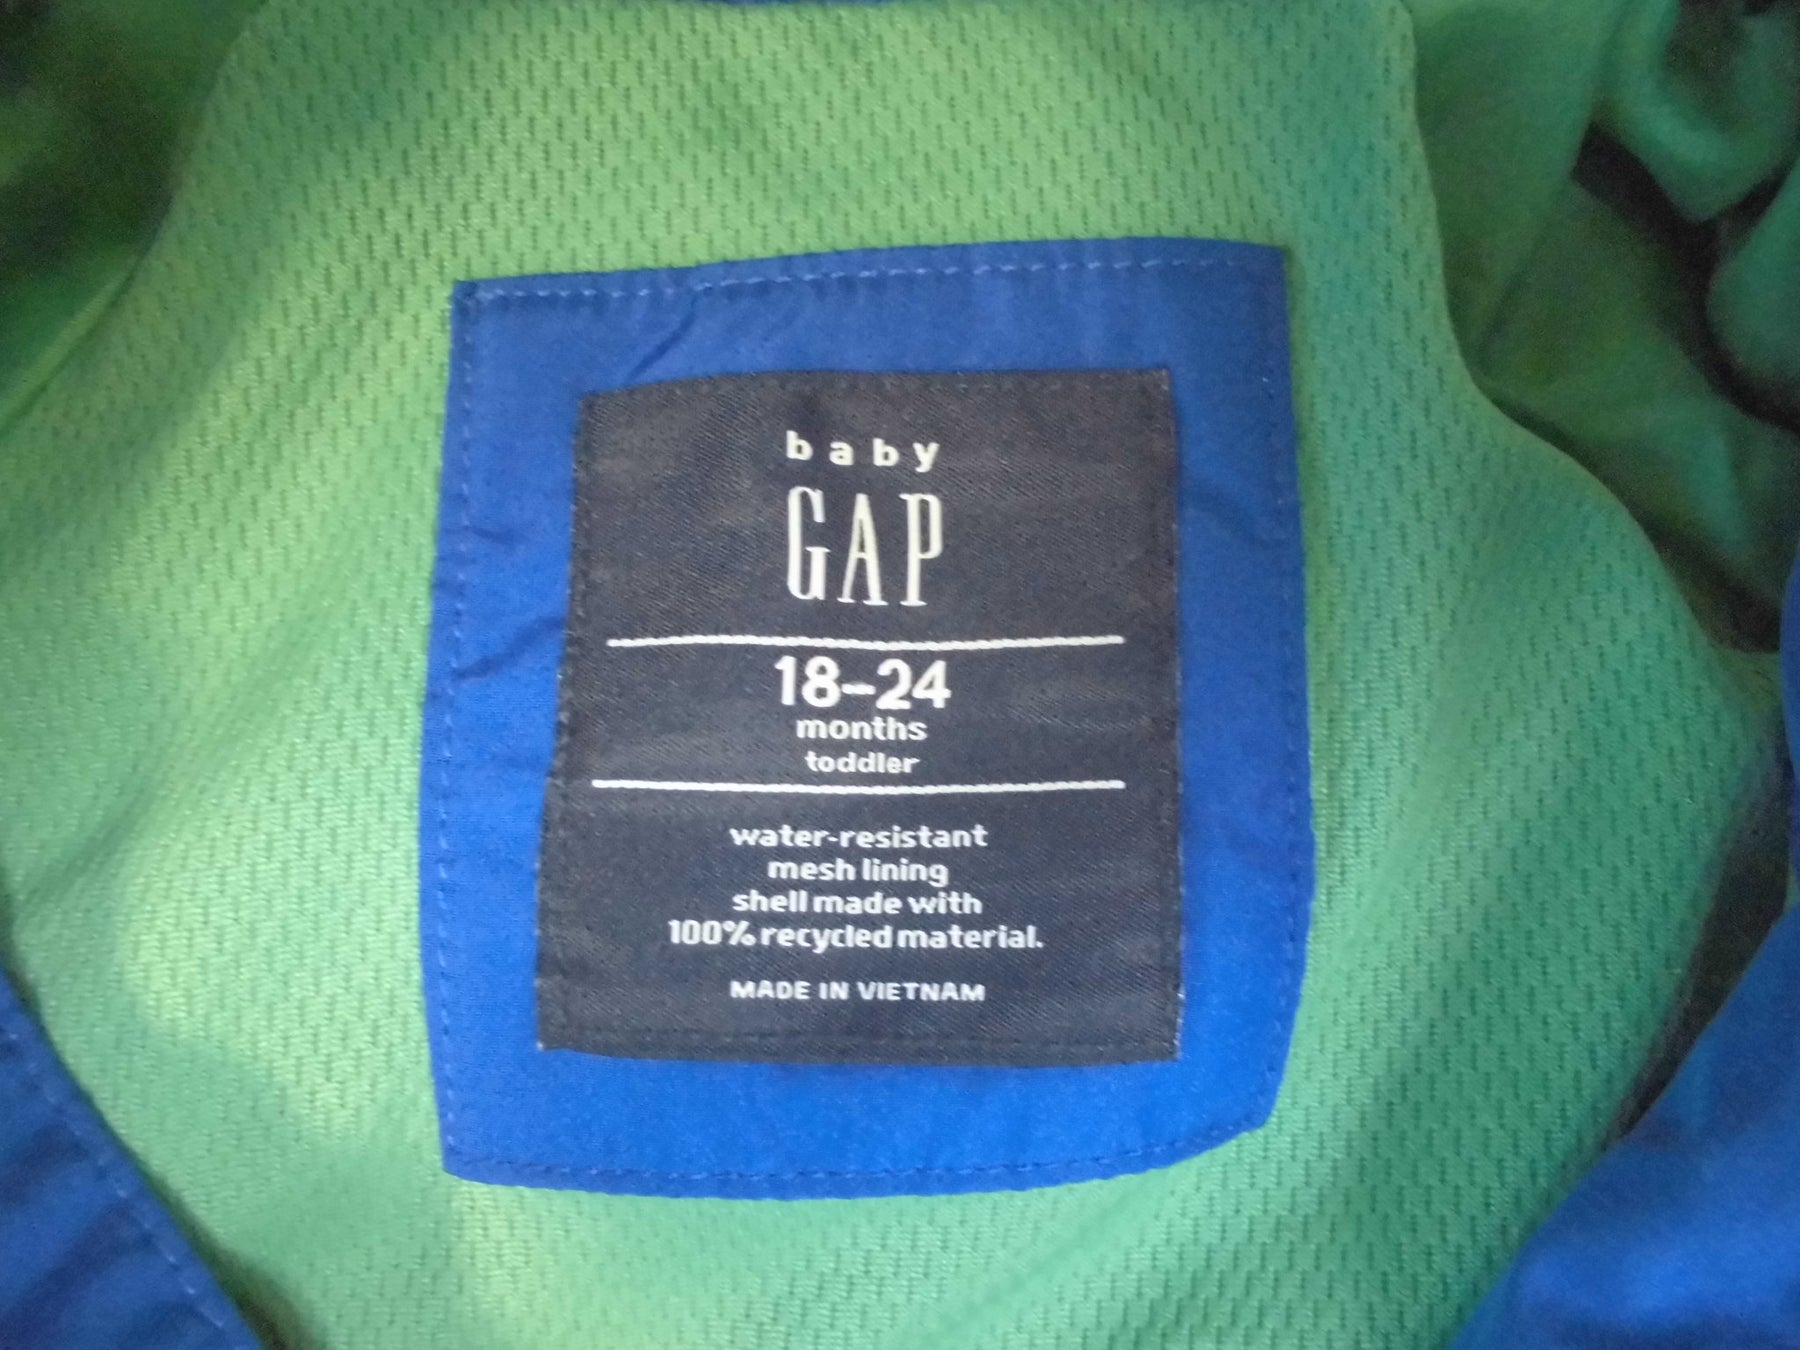 baby
GAP
18-24
months
toddler
water-resistant
mesh lining
shell made with
100% recycled material.
MADE IN VIETNAM